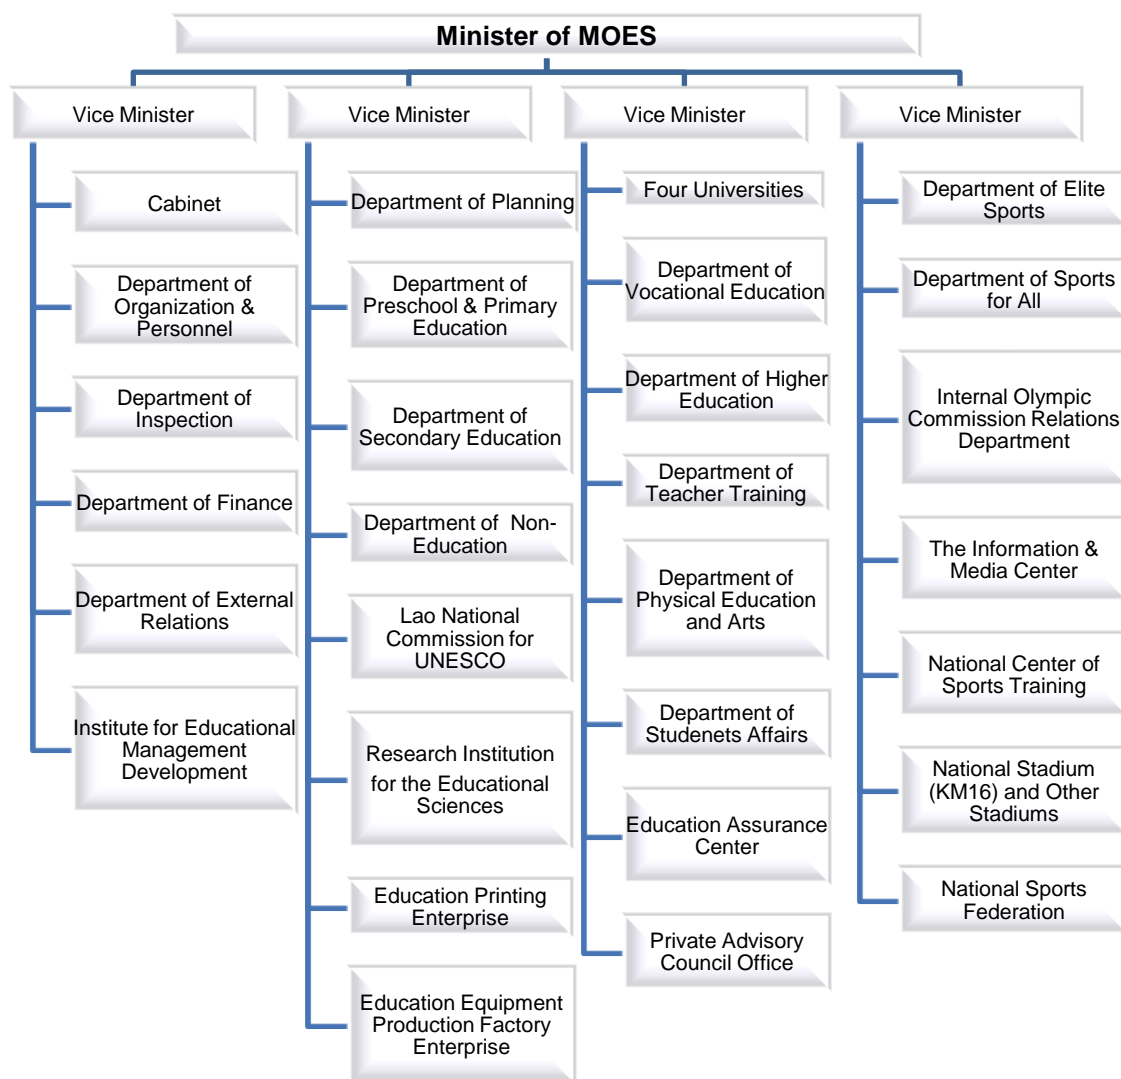 Minister of MOES
Vice Minister
Cabinet
Department of
Organization &
Personnel
Department of
Inspection
Department of Finance
Department of External
Relations
Institute for Educational
Management
Development
Vice Minister
Department of Planning
Department of
Preschool & Primary
Education
Department of
Secondary Education
Department of  Non-
Education
Lao National
Commission for
UNESCO
Research Institution
for the Educational
Sciences
Education Printing
Enterprise
Education Equipment
Production Factory
Enterprise
Vice Minister
Four Universities
Department of
Vocational Education
Department of Higher
Education
Department of
Teacher Training
Department of
Physical Education
and Arts
Department of
Studenets Affairs
Education Assurance
Center
Private Advisory
Council Office
Vice Minister
Department of Elite
Sports
Department of Sports
for All
Internal Olympic
Commission Relations
Department
The Information &
Media Center
National Center of
Sports Training
National Stadium
(KM16) and Other
Stadiums
National Sports
Federation